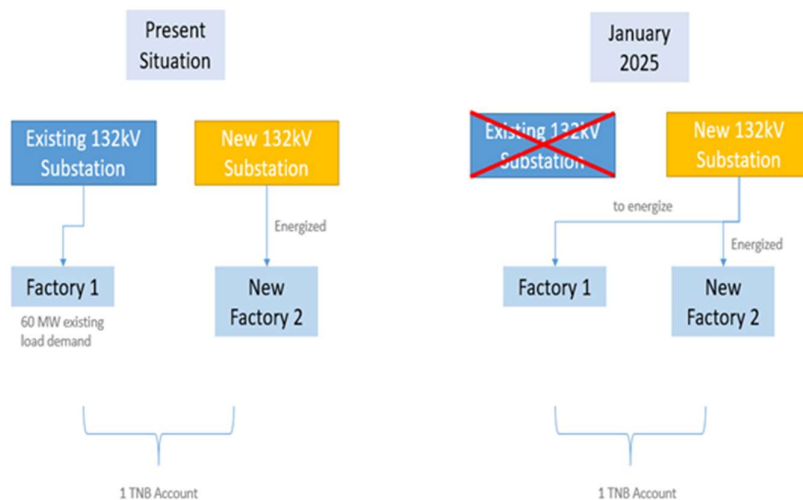 Present
Situation
Existing 132kV
Substation
New 132kV
Substation
Energized
Factory 1
60 MW existing
load demand
New
Factory 2
1 TNB Account
January
2025
Existing 132kV
Substation
New 132kV
Substation
to energize
Energized
Factory 1
New
Factory 2
1 TNB Account